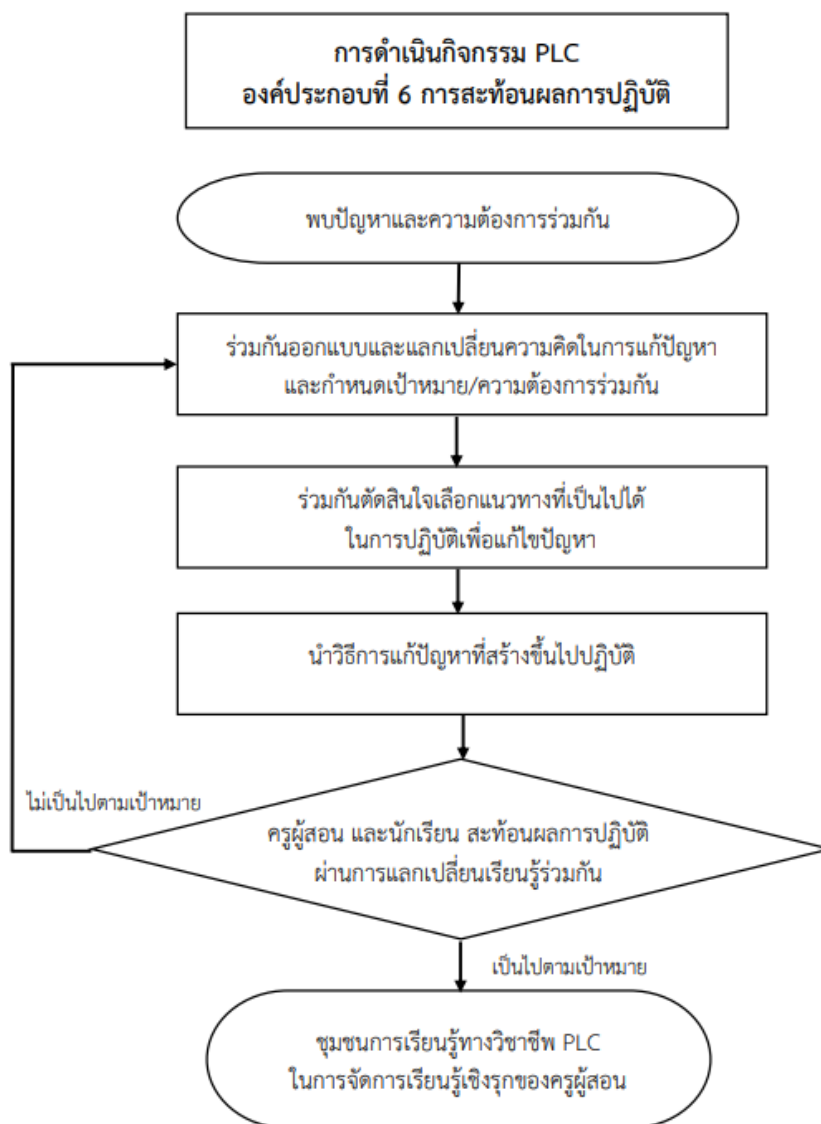 การดำเนินกิจกรรม PLC
องค์ประกอบที่ 6 การสะท้อนผลการปฏิบัติ
พบปัญหาและความต้องการร่วมกัน
ร่วมกันออกแบบและแลกเปลี่ยนความคิดในการแก้ปัญหา
และกำหนดเป้าหมาย/ความต้องการร่วมกัน
ร่วมกันตัดสินใจเลือกแนวทางที่เป็นไปได้
ในการปฏิบัติเพื่อแก้ไขปัญหา
นำวิธีการแก้ปัญหาที่สร้างขึ้นไปปฏิบัติ
ไม่เป็นไปตามเป้าหมาย
ครูผู้สอน และนักเรียน สะท้อนผลการปฏิบัติ
ผ่านการแลกเปลี่ยนเรียนรู้ร่วมกัน
เป็นไปตามเป้าหมาย
ชุมชนการเรียนรู้ทางวิชาชีพ PLC
ในการจัดการเรียนรู้เชิงรุกของครูผู้สอน